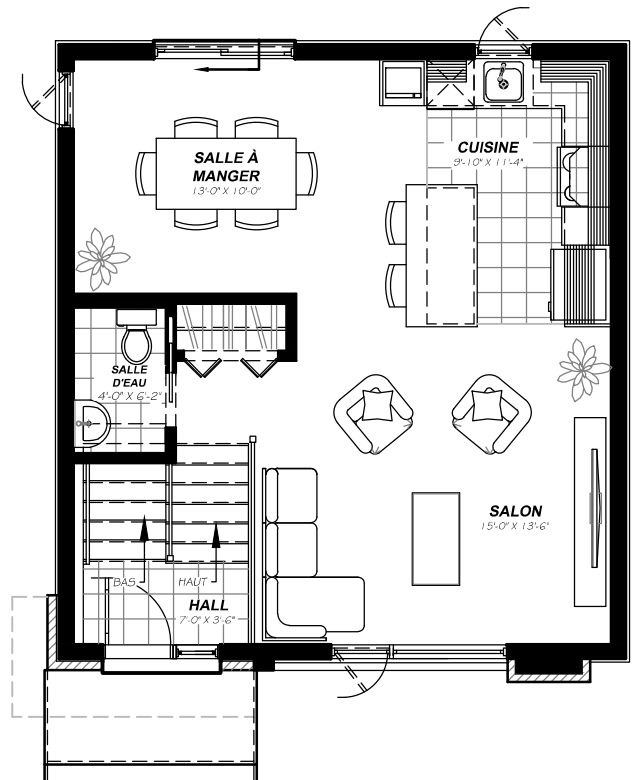 SALLE À
MANGER
13'-0" X 10'-0"
CUISINE
9'-10" X 11'-4"
SALLE
D'EAU
4'-0" X 6'-2"
SALON
15'-0" X 13'-6"
BAS
HAUT
HALL
7'-0" X 3'-6"